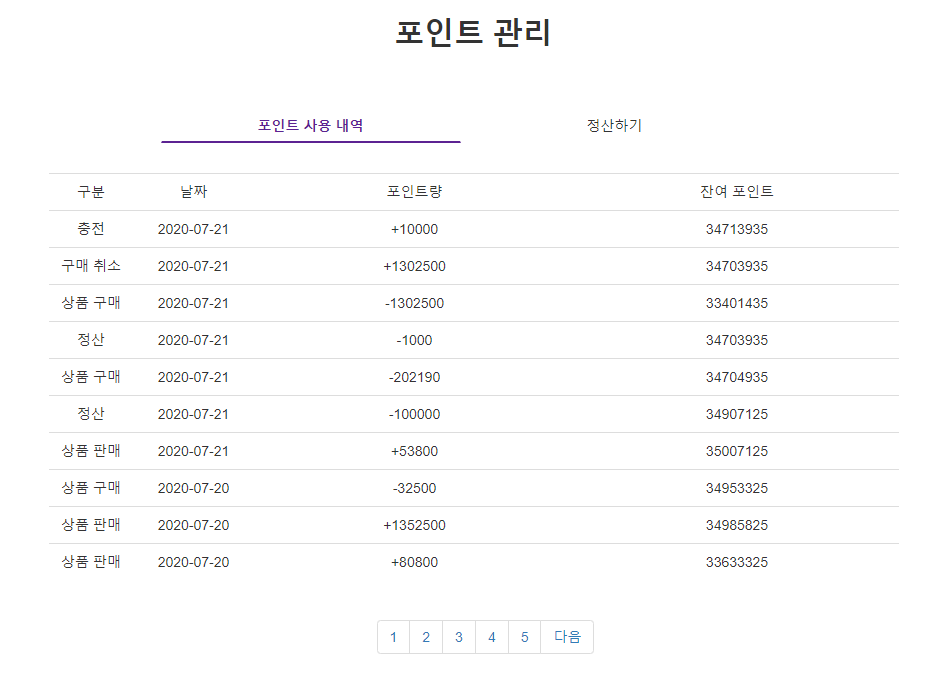 포인트 관리
포인트 사용 내역 정산하기
구분 날짜 포인트량 잔여 포인트
충전 2020-07-21 +10000 34713935
구매 취소 2020-07-21 +1302500 34703935
상품 구매 2020-07-21 -1302500 33401435
정산 2020-07-21 -1000 34703935
상품 구매 2020-07-21 -202190 34704935
정산 2020-07-21 -100000 34907125
상품 판매 2020-07-21 +53800 35007125
상품 구매 2020-07-20 -32500 34953325
상품 판매 2020-07-20 +1352500 34985825
상품 판매 2020-07-20 +80800 33633325
1 2 3 4 5 다음